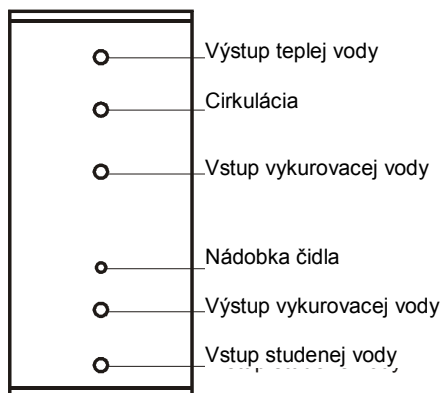 Výstup teplej vody
Cirkulácia
Vstup vykurovacej vody
Nádobka čidla
Výstup vykurovacej vody
Vstup studenej vody